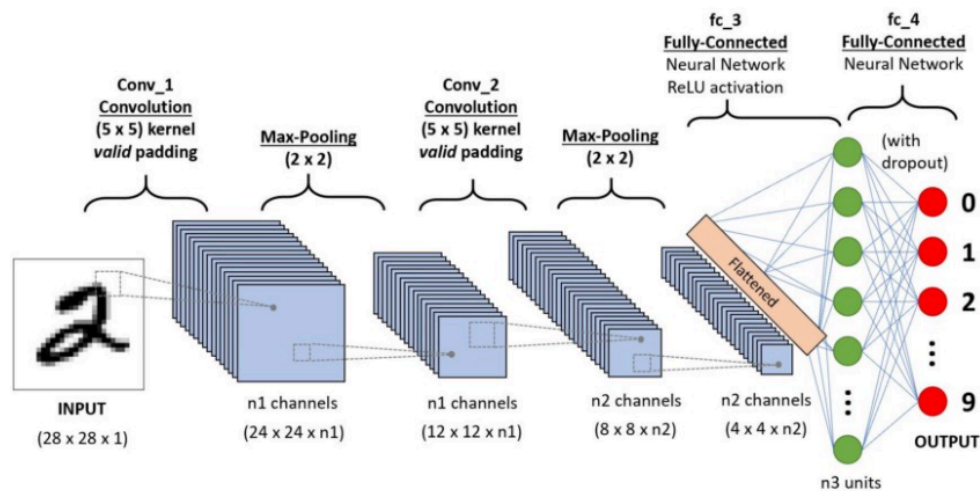 fc_3
Fully-Connected
Neural Network
ReLU activation
fc_4
Fully-Connected
Neural Network
Conv_1
Convolution
(5 x 5) kernel
valid padding
Max-Pooling
(2 x 2)
Conv_2
Convolution
(5 x 5) kernel
valid padding
Max-Pooling
(2 x 2)
(with
dropout)
Flattened
0
1
2
9
INPUT
(28 x 28 x 1)
n1 channels
(24 x 24 x n1)
n1 channels
(12 x 12 x n1)
n2 channels
(8 x 8 x n2)
n2 channels
(4 x 4 x n2)
OUTPUT
n3 units